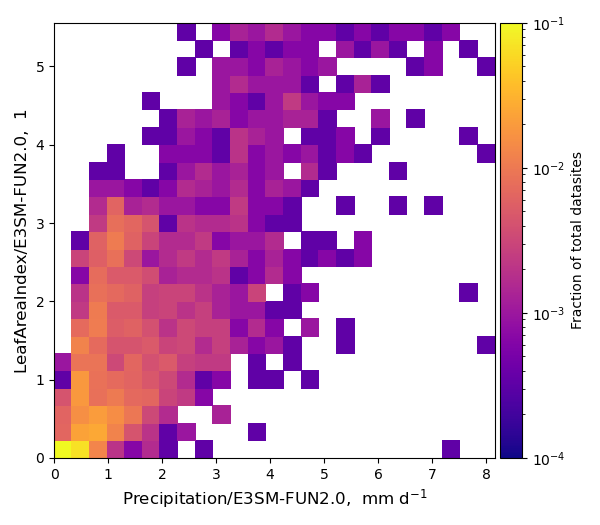 LeafAreaIndex/E3SM-FUN2.0,  1
5
4
3
2
1
0
0 1 2 3 4 5 6 7 8
Precipitation/E3SM-FUN2.0,  mm d⁻¹
10⁻¹
10⁻²
10⁻³
10⁻⁴
Fraction of total datasites